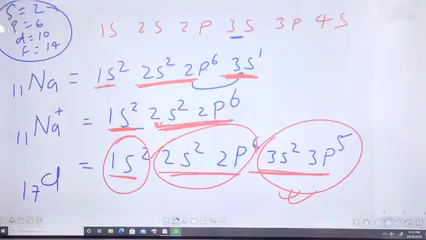 S = 2
P = 6
d = 10
F = 14
1S 2S 2P 3S 3P 4S
₁₁Na = 1S² 2S² 2P⁶ 3S¹
₁₁Na⁺ = 1S² 2S² 2P⁶
₁₇Cl = 1S² 2S² 2P⁶ 3S² 3P⁵